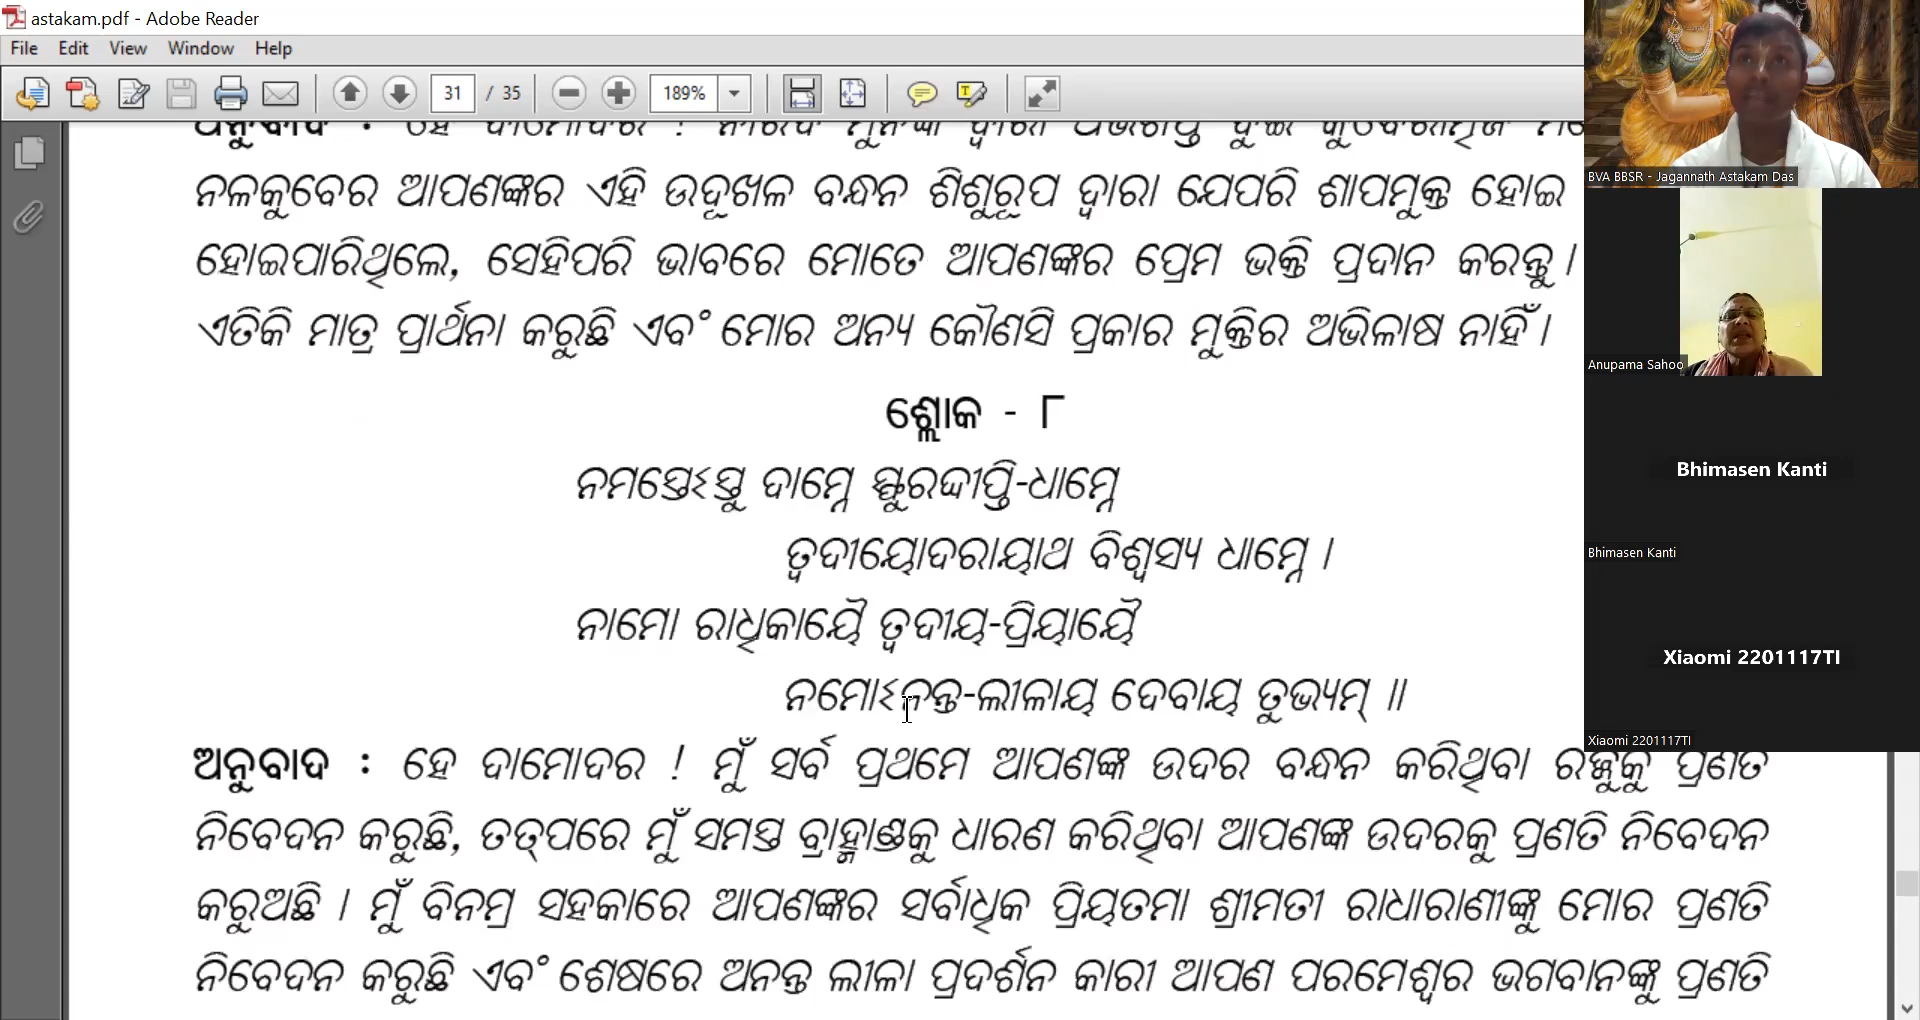 astakam.pdf - Adobe Reader
File Edit View Window Help
31 / 35 189%
ଅନୁବାଦ : ହେ ଦାମୋଦର ! ନାରଦ ମୁନିଙ୍କ ଦ୍ୱାରା ଅଭିଶପ୍ତ ଦୁଇ
ନଳକୁବେର ଆପଣଙ୍କର ଏହି ଉଦୂଖଳ ବନ୍ଧନ ଶିଶୁରୂପ ଦ୍ୱାରା ଯେପରି ଶାପମୁକ୍ତ ହୋଇ
ହୋଇପାରିଥିଲେ, ସେହିପରି ଭାବରେ ମୋତେ ଆପଣଙ୍କର ପ୍ରେମ ଭକ୍ତି ପ୍ରଦାନ କରନ୍ତୁ ।
ଏତିକି ମାତ୍ର ପ୍ରାର୍ଥନା କରୁଛି ଏବଂ ମୋର ଅନ୍ୟ କୌଣସି ପ୍ରକାର ମୁକ୍ତିର ଅଭିଳାଷ ନାହିଁ ।
ଶ୍ଲୋକ - ୮
ନମସ୍ତେଽସ୍ତୁ ଦାମ୍ନେ ସ୍ଫୁରଦ୍ଦୀପ୍ତି-ଧାମ୍ନେ
ତ୍ୱଦୀୟୋଦରାୟାଥ ବିଶ୍ୱସ୍ୟ ଧାମ୍ନେ ।
ନାମୋ ରାଧିକାୟୈ ତ୍ୱଦୀୟ-ପ୍ରିୟାୟୈ
ନମୋଽନନ୍ତ-ଲୀଳାୟ ଦେବାୟ ତୁଭ୍ୟମ୍ ॥
ଅନୁବାଦ : ହେ ଦାମୋଦର ! ମୁଁ ସର୍ବ ପ୍ରଥମେ ଆପଣଙ୍କ ଉଦର ବନ୍ଧନ କରିଥିବା ରଜ୍ଜୁକୁ ପ୍ରଣତି
ନିବେଦନ କରୁଛି, ତତ୍‌ପରେ ମୁଁ ସମସ୍ତ ବ୍ରାହ୍ମାଣ୍ଡକୁ ଧାରଣ କରିଥିବା ଆପଣଙ୍କ ଉଦରକୁ ପ୍ରଣତି ନିବେଦନ
କରୁଅଛି । ମୁଁ ବିନମ୍ର ସହକାରେ ଆପଣଙ୍କର ସର୍ବାଧିକ ପ୍ରିୟତମା ଶ୍ରୀମତୀ ରାଧାରାଣୀଙ୍କୁ ମୋର ପ୍ରଣତି
ନିବେଦନ କରୁଛି ଏବଂ ଶେଷରେ ଅନନ୍ତ ଲୀଳା ପ୍ରଦର୍ଶନ କାରୀ ଆପଣ ପରମେଶ୍ୱର ଭଗବାନଙ୍କୁ ପ୍ରଣତି
BVA BBSR - Jagannath Astakam Das
Anupama Sahoo
Bhimasen Kanti
Bhimasen Kanti
Xiaomi 2201117TI
Xiaomi 2201117TI